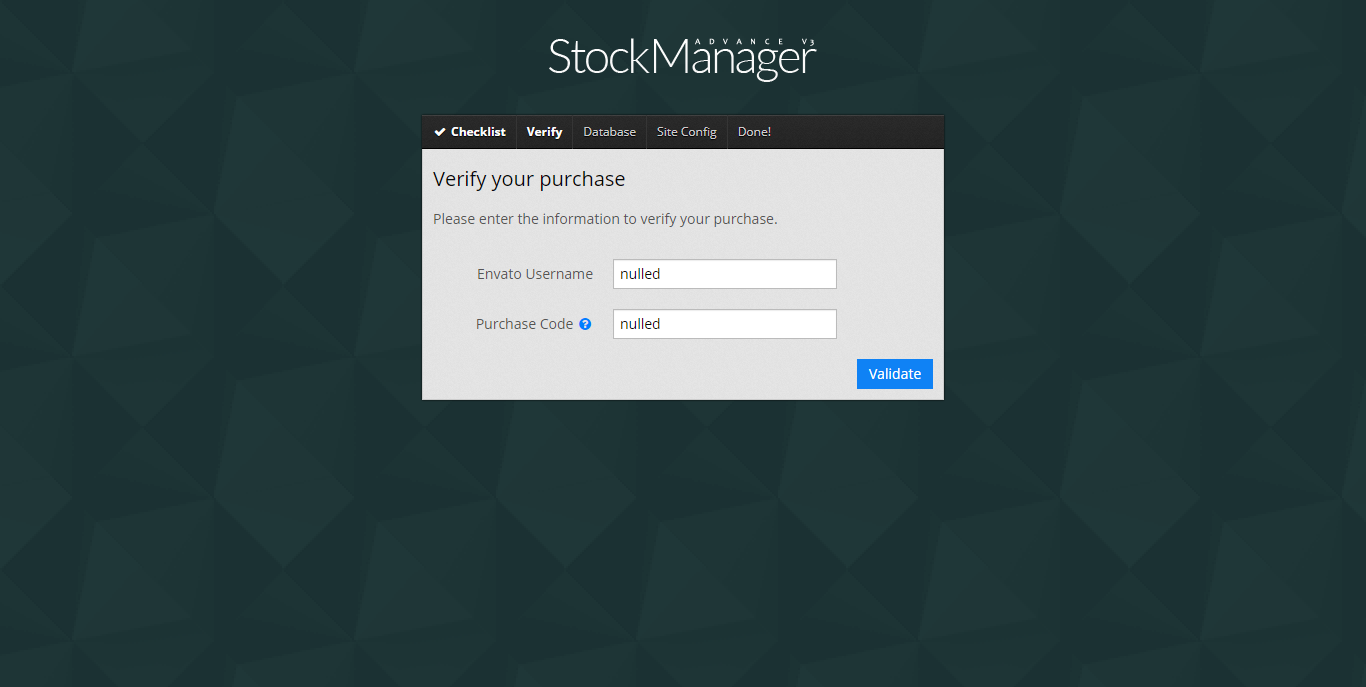 ADVANCE V3
StockManager
Checklist Verify Database Site Config Done!
Verify your purchase
Please enter the information to verify your purchase.
Envato Username nulled
Purchase Code ? nulled
Validate